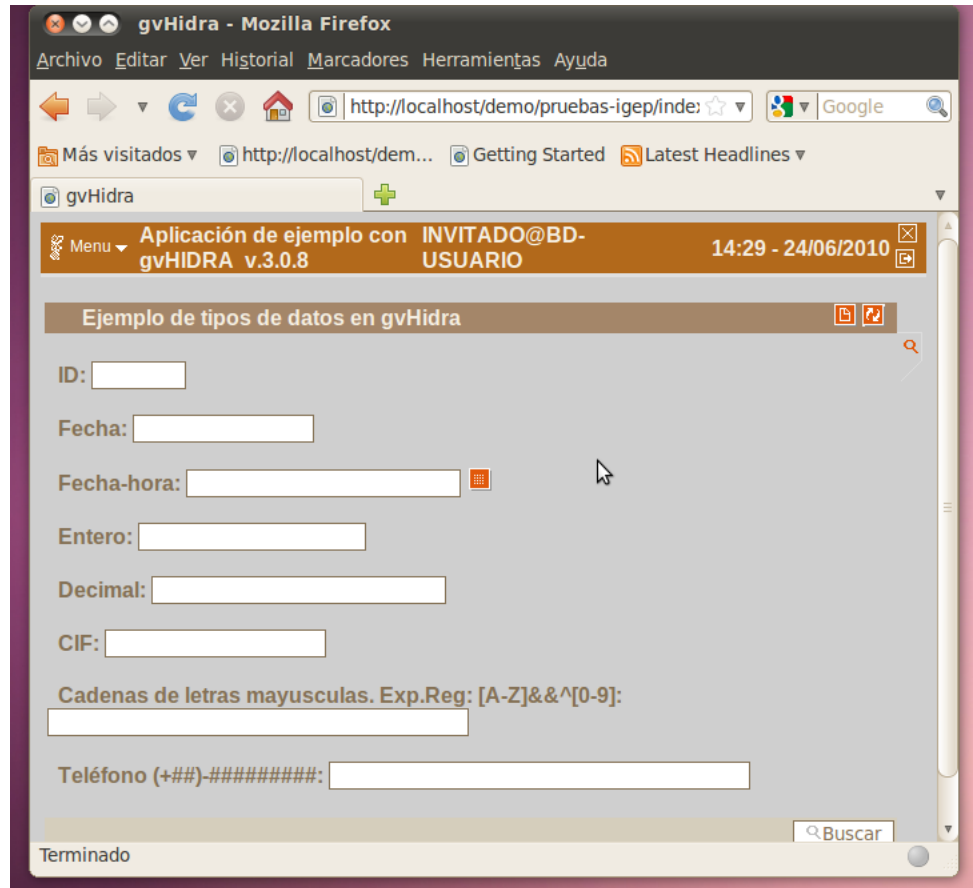 gvHidra - Mozilla Firefox
Archivo Editar Ver Historial Marcadores Herramientas Ayuda
http://localhost/demo/pruebas-igep/inde
Google
Más visitados http://localhost/dem... Getting Started Latest Headlines
gvHidra
Menu Aplicación de ejemplo con INVITADO@BD- 14:29 - 24/06/2010
gvHIDRA v.3.0.8 USUARIO
Ejemplo de tipos de datos en gvHidra
ID:
Fecha:
Fecha-hora:
Entero:
Decimal:
CIF:
Cadenas de letras mayusculas. Exp.Reg: [A-Z]&&^[0-9]:
Teléfono (+##)-#########:
Buscar
Terminado